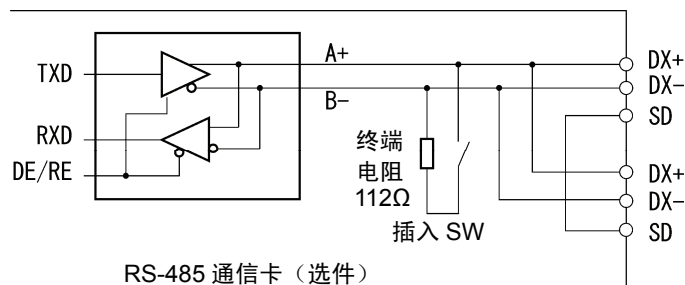 A+
TXD
DX+
DX-
B-
SD
RXD
终端
电阻
112Ω
DE/RE
DX+
DX-
插入 SW
SD
RS-485 通信卡（选件）